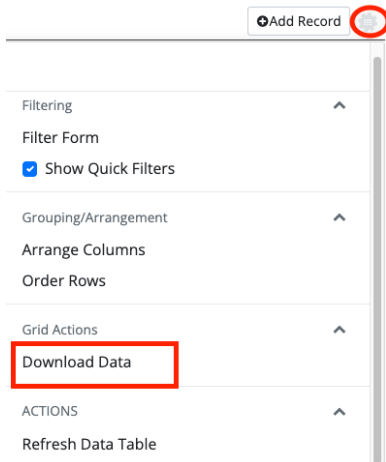 Add Record
Filtering
Filter Form
Show Quick Filters
Grouping/Arrangement
Arrange Columns
Order Rows
Grid Actions
Download Data
ACTIONS
Refresh Data Table